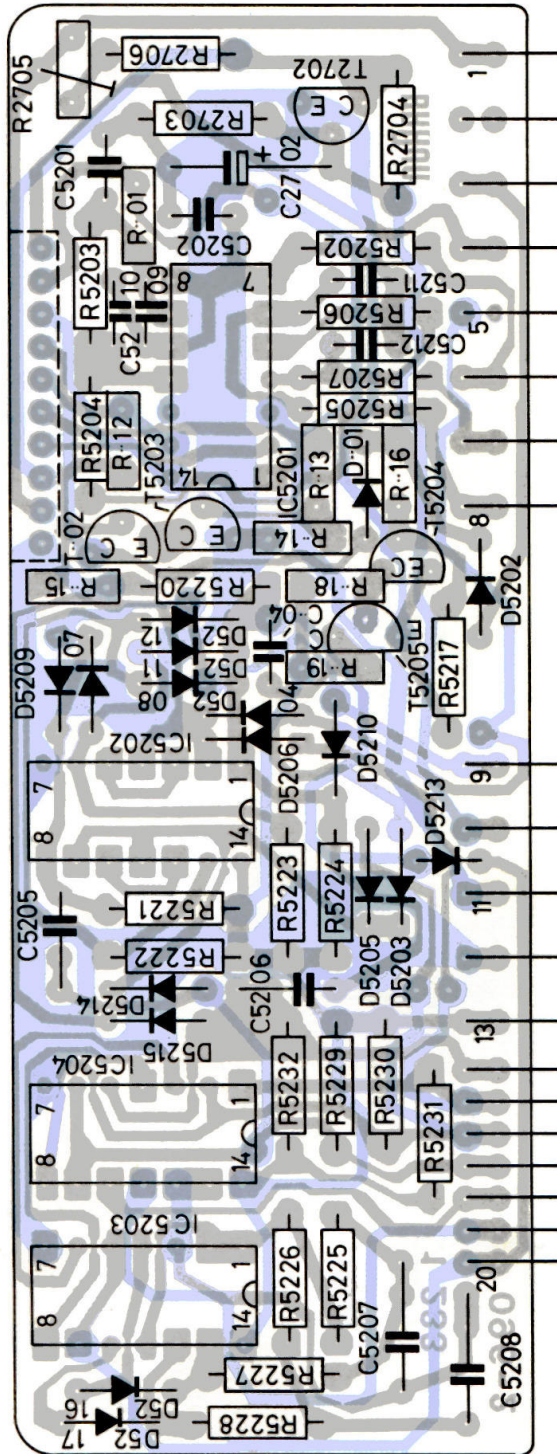 R2705
R2706
T2702
C E
1
R2703
R2704
C5201
R··01
+
02
C27
C5202
R5203
10
09
C52
8
7
R5202
C5211
R5206
5
C5212
R5207
R5205
R5204
R··12
T5203
14
1
IC5201
R··13
D··01
R··16
T5204
T··02
C E
E C
R··14
E C
8
R··15
R5220
R··18
D5202
12
D52
11
D52
08
D52
C··04
C
E
T5205
R··19
R5217
D5209
07
04
IC5202
D5206
D5210
9
7
1
8
14
D5213
R5223
R5224
C5205
R5221
R5222
D5205
D5203
11
D5214
D5215
C5206
13
IC5204
7
1
8
14
R5232
R5229
R5230
R5231
IC5203
7
1
8
14
R5226
R5225
C5207
20
C5208
16
D52
17
D52
R5227
R5228